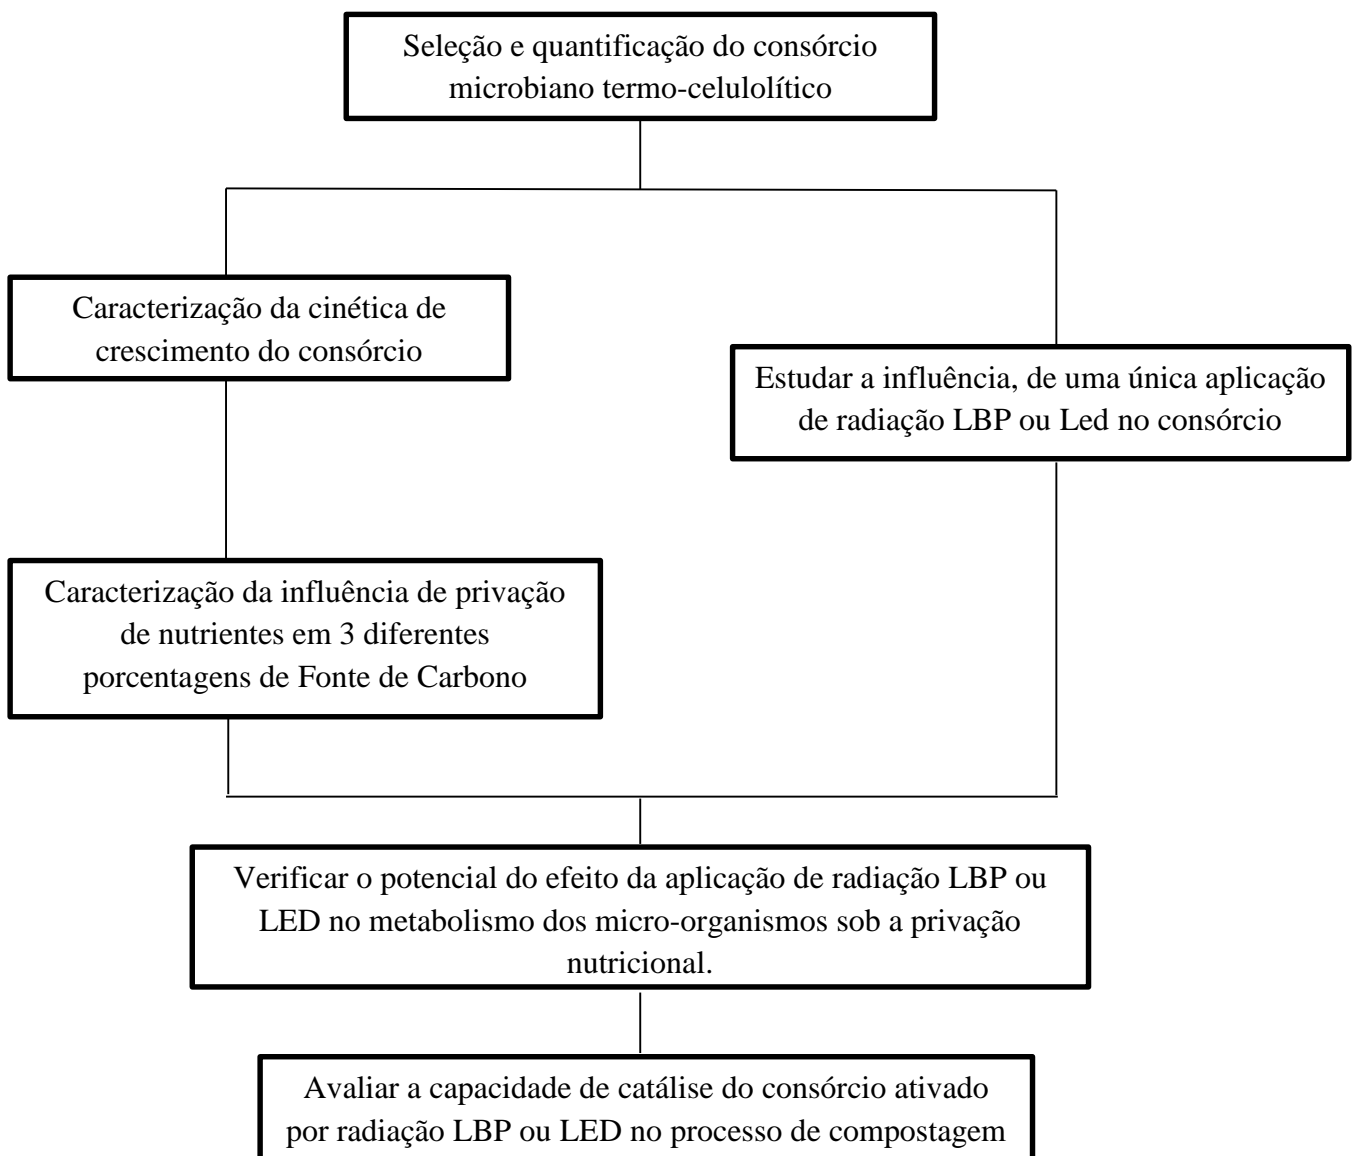 Seleção e quantificação do consórcio
microbiano termo-celulolítico
Caracterização da cinética de
crescimento do consórcio
Estudar a influência, de uma única aplicação
de radiação LBP ou Led no consórcio
Caracterização da influência de privação
de nutrientes em 3 diferentes
porcentagens de Fonte de Carbono
Verificar o potencial do efeito da aplicação de radiação LBP ou
LED no metabolismo dos micro-organismos sob a privação
nutricional.
Avaliar a capacidade de catálise do consórcio ativado
por radiação LBP ou LED no processo de compostagem